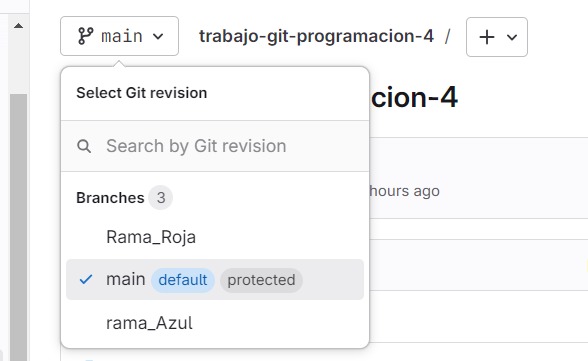 main
trabajo-git-programacion-4 /
Select Git revision
cion-4
Search by Git revision
Branches 3
hours ago
Rama_Roja
main default protected
rama_Azul